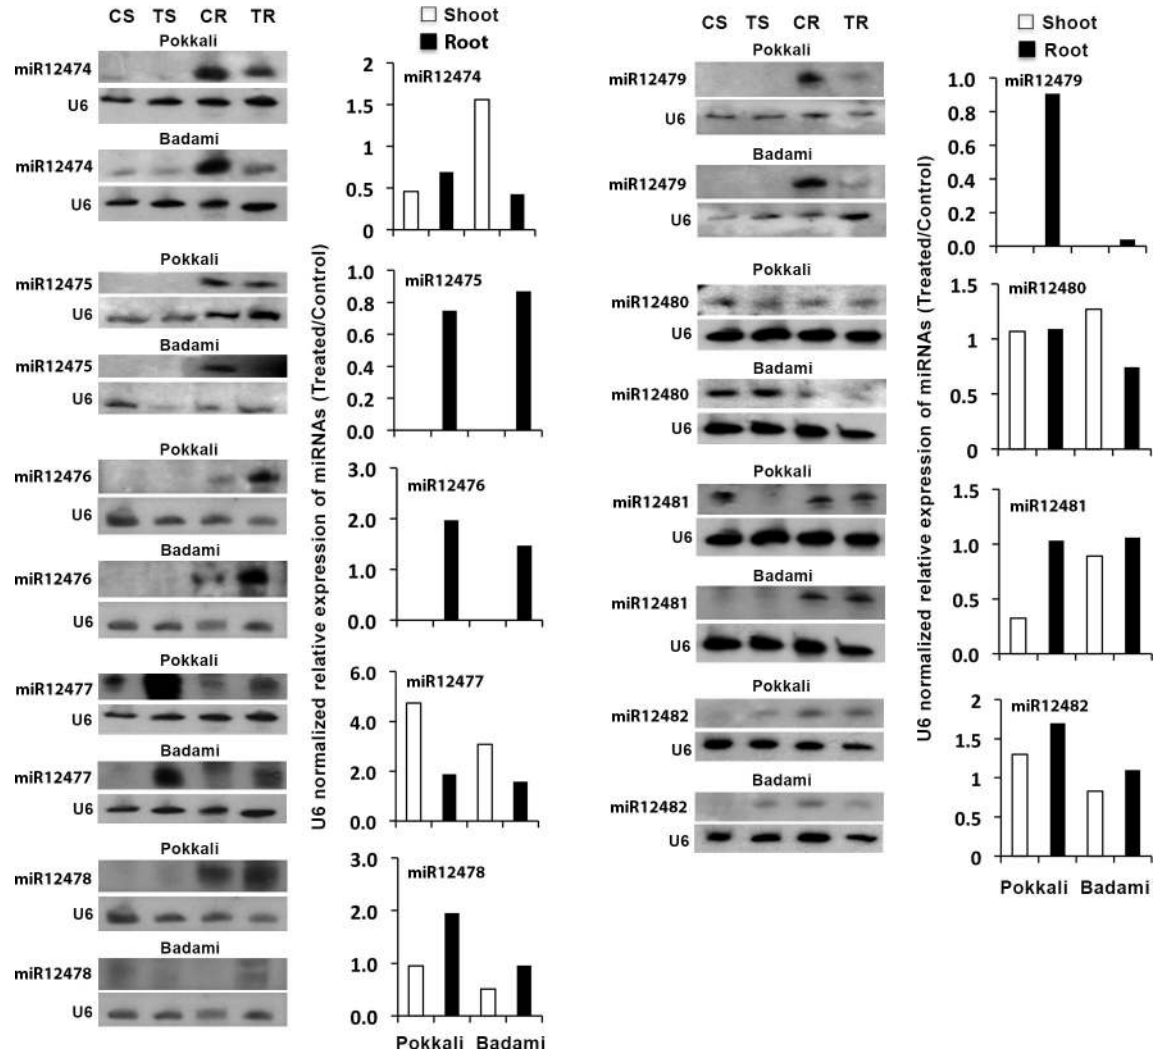 CS TS CR TR
Pokkali
miR12474
U6
Badami
miR12474
U6
Pokkali
miR12475
U6
Badami
miR12475
U6
Pokkali
miR12476
U6
Badami
miR12476
U6
Pokkali
miR12477
U6
Badami
miR12477
U6
Pokkali
miR12478
U6
Badami
miR12478
U6
U6 normalized relative expression of miRNAs (Treated/Control)
Shoot
Root
miR12474
2
1.5
1
0.5
0
miR12475
1.0
0.8
0.6
0.4
0.2
0.0
miR12476
3.0
2.0
1.0
0.0
miR12477
6.0
4.0
2.0
0.0
miR12478
3.0
2.0
1.0
0.0
Pokkali Badami
CS TS CR TR
Pokkali
miR12479
U6
Badami
miR12479
U6
Pokkali
miR12480
U6
Badami
miR12480
U6
Pokkali
miR12481
U6
Badami
miR12481
U6
Pokkali
miR12482
U6
Badami
miR12482
U6
U6 normalized relative expression of miRNAs (Treated/Control)
Shoot
Root
miR12479
1.0
0.8
0.6
0.4
0.2
0.0
miR12480
1.5
1
0.5
0
miR12481
1.5
1.0
0.5
0.0
miR12482
2
1.5
1
0.5
0
Pokkali Badami